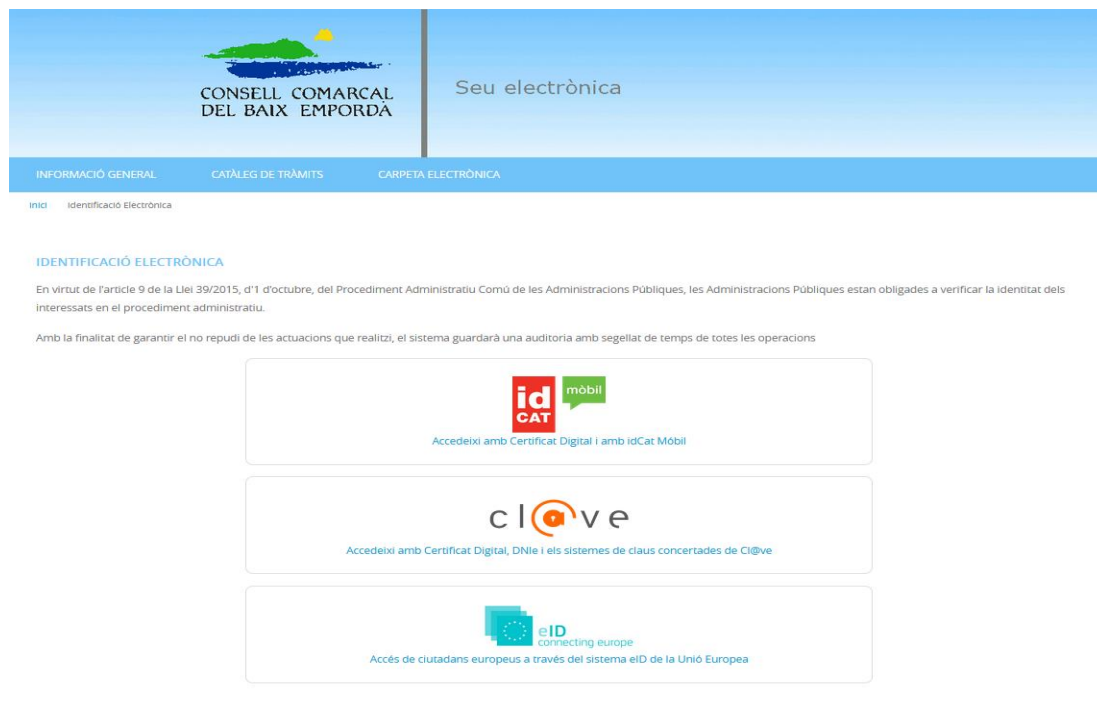 CONSELL COMARCAL
DEL BAIX EMPORDÀ
Seu electrònica
INFORMACIÓ GENERAL CATÀLEG DE TRÀMITS CARPETA ELECTRÒNICA
Inici Identificació Electrònica
IDENTIFICACIÓ ELECTRÒNICA
En virtut de l'article 9 de la Llei 39/2015, d'1 d'octubre, del Procediment Administratiu Comú de les Administracions Públiques, les Administracions Públiques estan obligades a verificar la identitat dels
interessats en el procediment administratiu.
Amb la finalitat de garantir el no repudi de les actuacions que realitzi, el sistema guardarà una auditoria amb segellat de temps de totes les operacions
id mòbil
CAT
Accedeixi amb Certificat Digital i amb idCat Mòbil
cl@ve
Accedeixi amb Certificat Digital, DNIe i els sistemes de claus concertades de Cl@ve
eID
connecting europe
Accés de ciutadans europeus a través del sistema eID de la Unió Europea